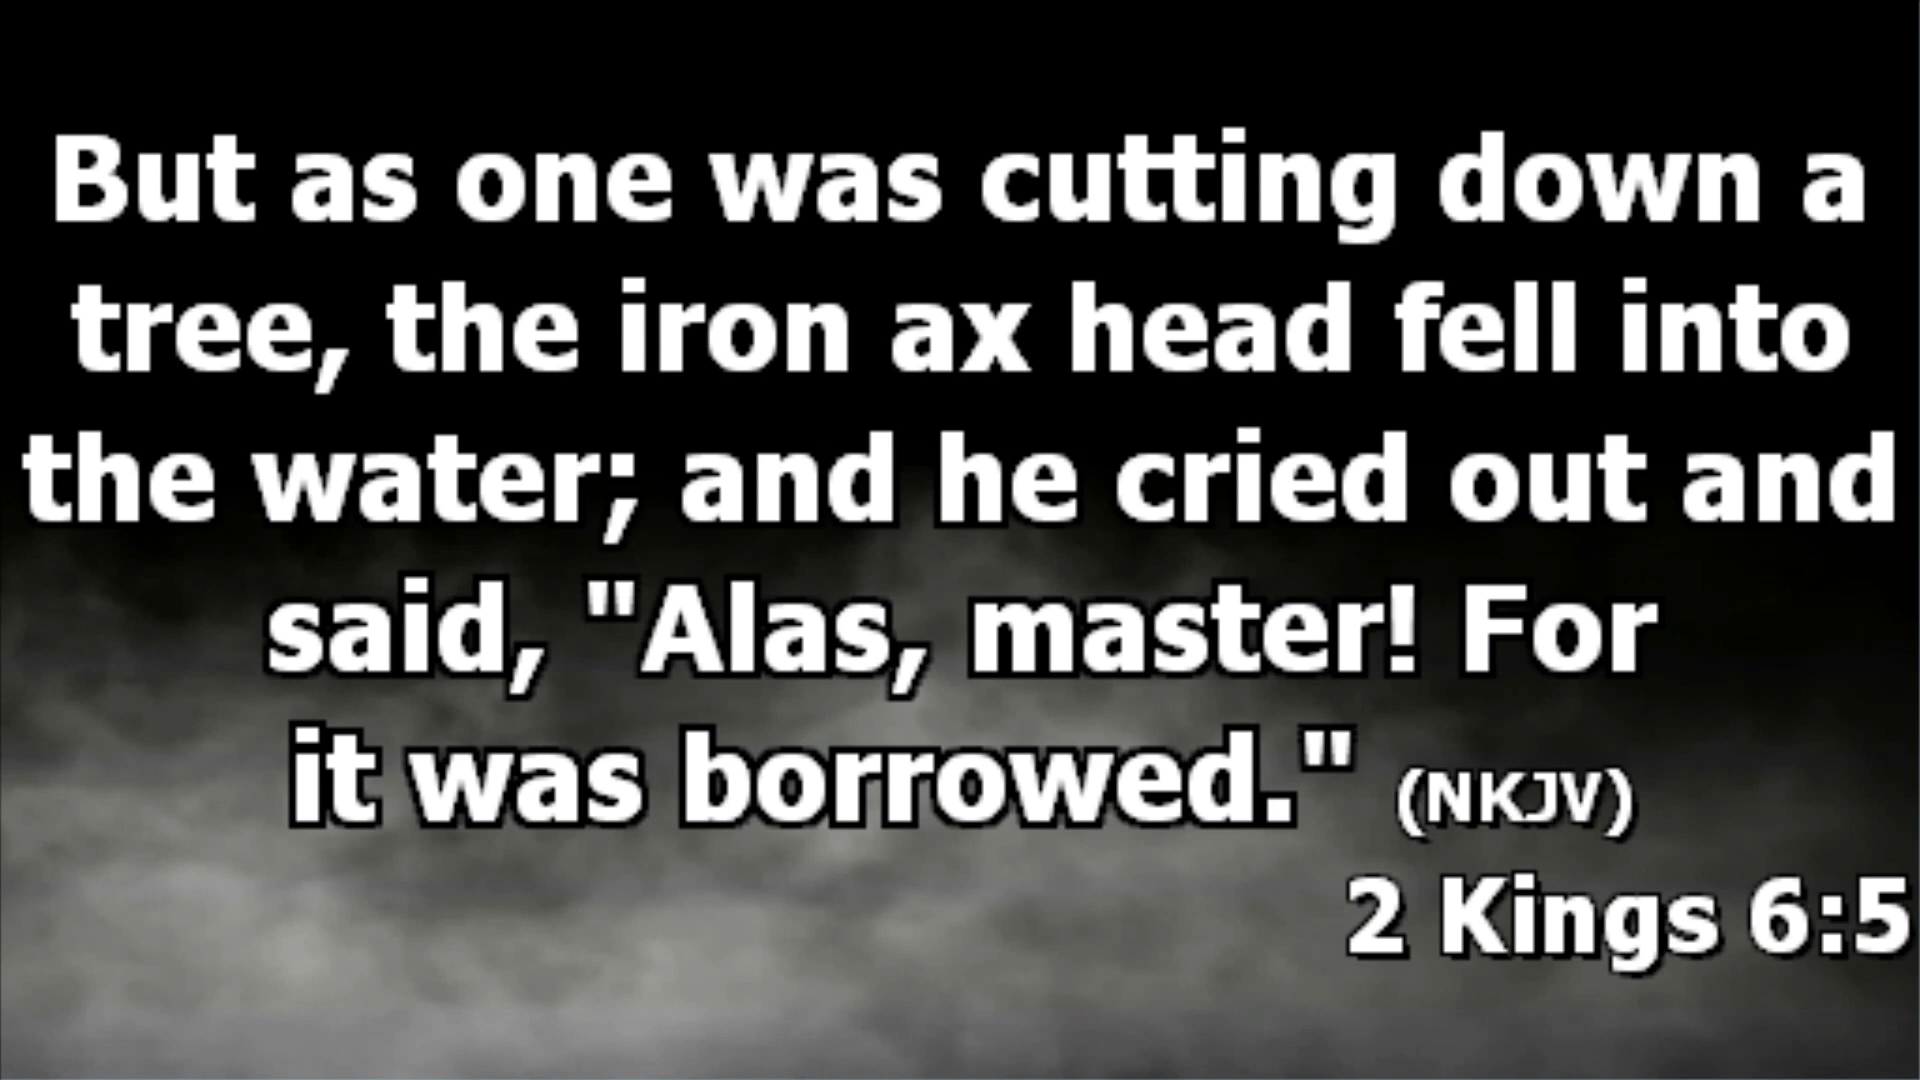 But as one was cutting down a
tree, the iron ax head fell into
the water; and he cried out and
said, "Alas, master! For
it was borrowed." (NKJV)
2 Kings 6:5